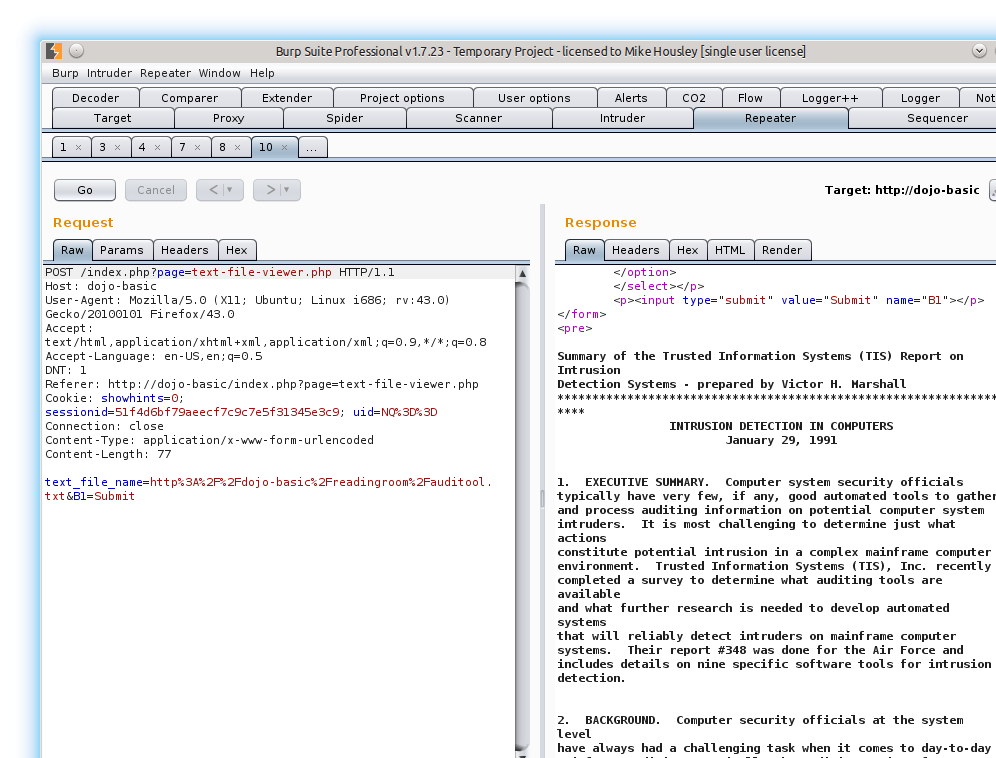 Burp Suite Professional v1.7.23 - Temporary Project - licensed to Mike Housley [single user license]
Burp Intruder Repeater Window Help
Decoder Comparer Extender Project options User options Alerts CO2 Flow Logger++ Logger Not
Target Proxy Spider Scanner Intruder Repeater Sequencer
1 × 3 × 4 × 7 × 8 × 10 × ...
Go Cancel < ▾ > ▾ Target: http://dojo-basic
Request
Raw Params Headers Hex
POST /index.php?page=text-file-viewer.php HTTP/1.1
Host: dojo-basic
User-Agent: Mozilla/5.0 (X11; Ubuntu; Linux i686; rv:43.0)
Gecko/20100101 Firefox/43.0
Accept:
text/html,application/xhtml+xml,application/xml;q=0.9,*/*;q=0.8
Accept-Language: en-US,en;q=0.5
DNT: 1
Referer: http://dojo-basic/index.php?page=text-file-viewer.php
Cookie: showhints=0;
sessionid=51f4d6bf79aeecf7c9c7e5f31345e3c9; uid=NQ%3D%3D
Connection: close
Content-Type: application/x-www-form-urlencoded
Content-Length: 77
text_file_name=http%3A%2F%2Fdojo-basic%2Freadingroom%2Fauditool.
txt&B1=Submit
Response
Raw Headers Hex HTML Render
</option>
</select></p>
<p><input type="submit" value="Submit" name="B1"></p>
</form>
<pre>
Summary of the Trusted Information Systems (TIS) Report on
Intrusion
Detection Systems - prepared by Victor H. Marshall
***************************************************************
****
INTRUSION DETECTION IN COMPUTERS
January 29, 1991
1. EXECUTIVE SUMMARY. Computer system security officials
typically have very few, if any, good automated tools to gather
and process auditing information on potential computer system
intruders. It is most challenging to determine just what
actions
constitute potential intrusion in a complex mainframe computer
environment. Trusted Information Systems (TIS), Inc. recently
completed a survey to determine what auditing tools are
available
and what further research is needed to develop automated
systems
that will reliably detect intruders on mainframe computer
systems. Their report #348 was done for the Air Force and
includes details on nine specific software tools for intrusion
detection.
2. BACKGROUND. Computer security officials at the system
level
have always had a challenging task when it comes to day-to-day